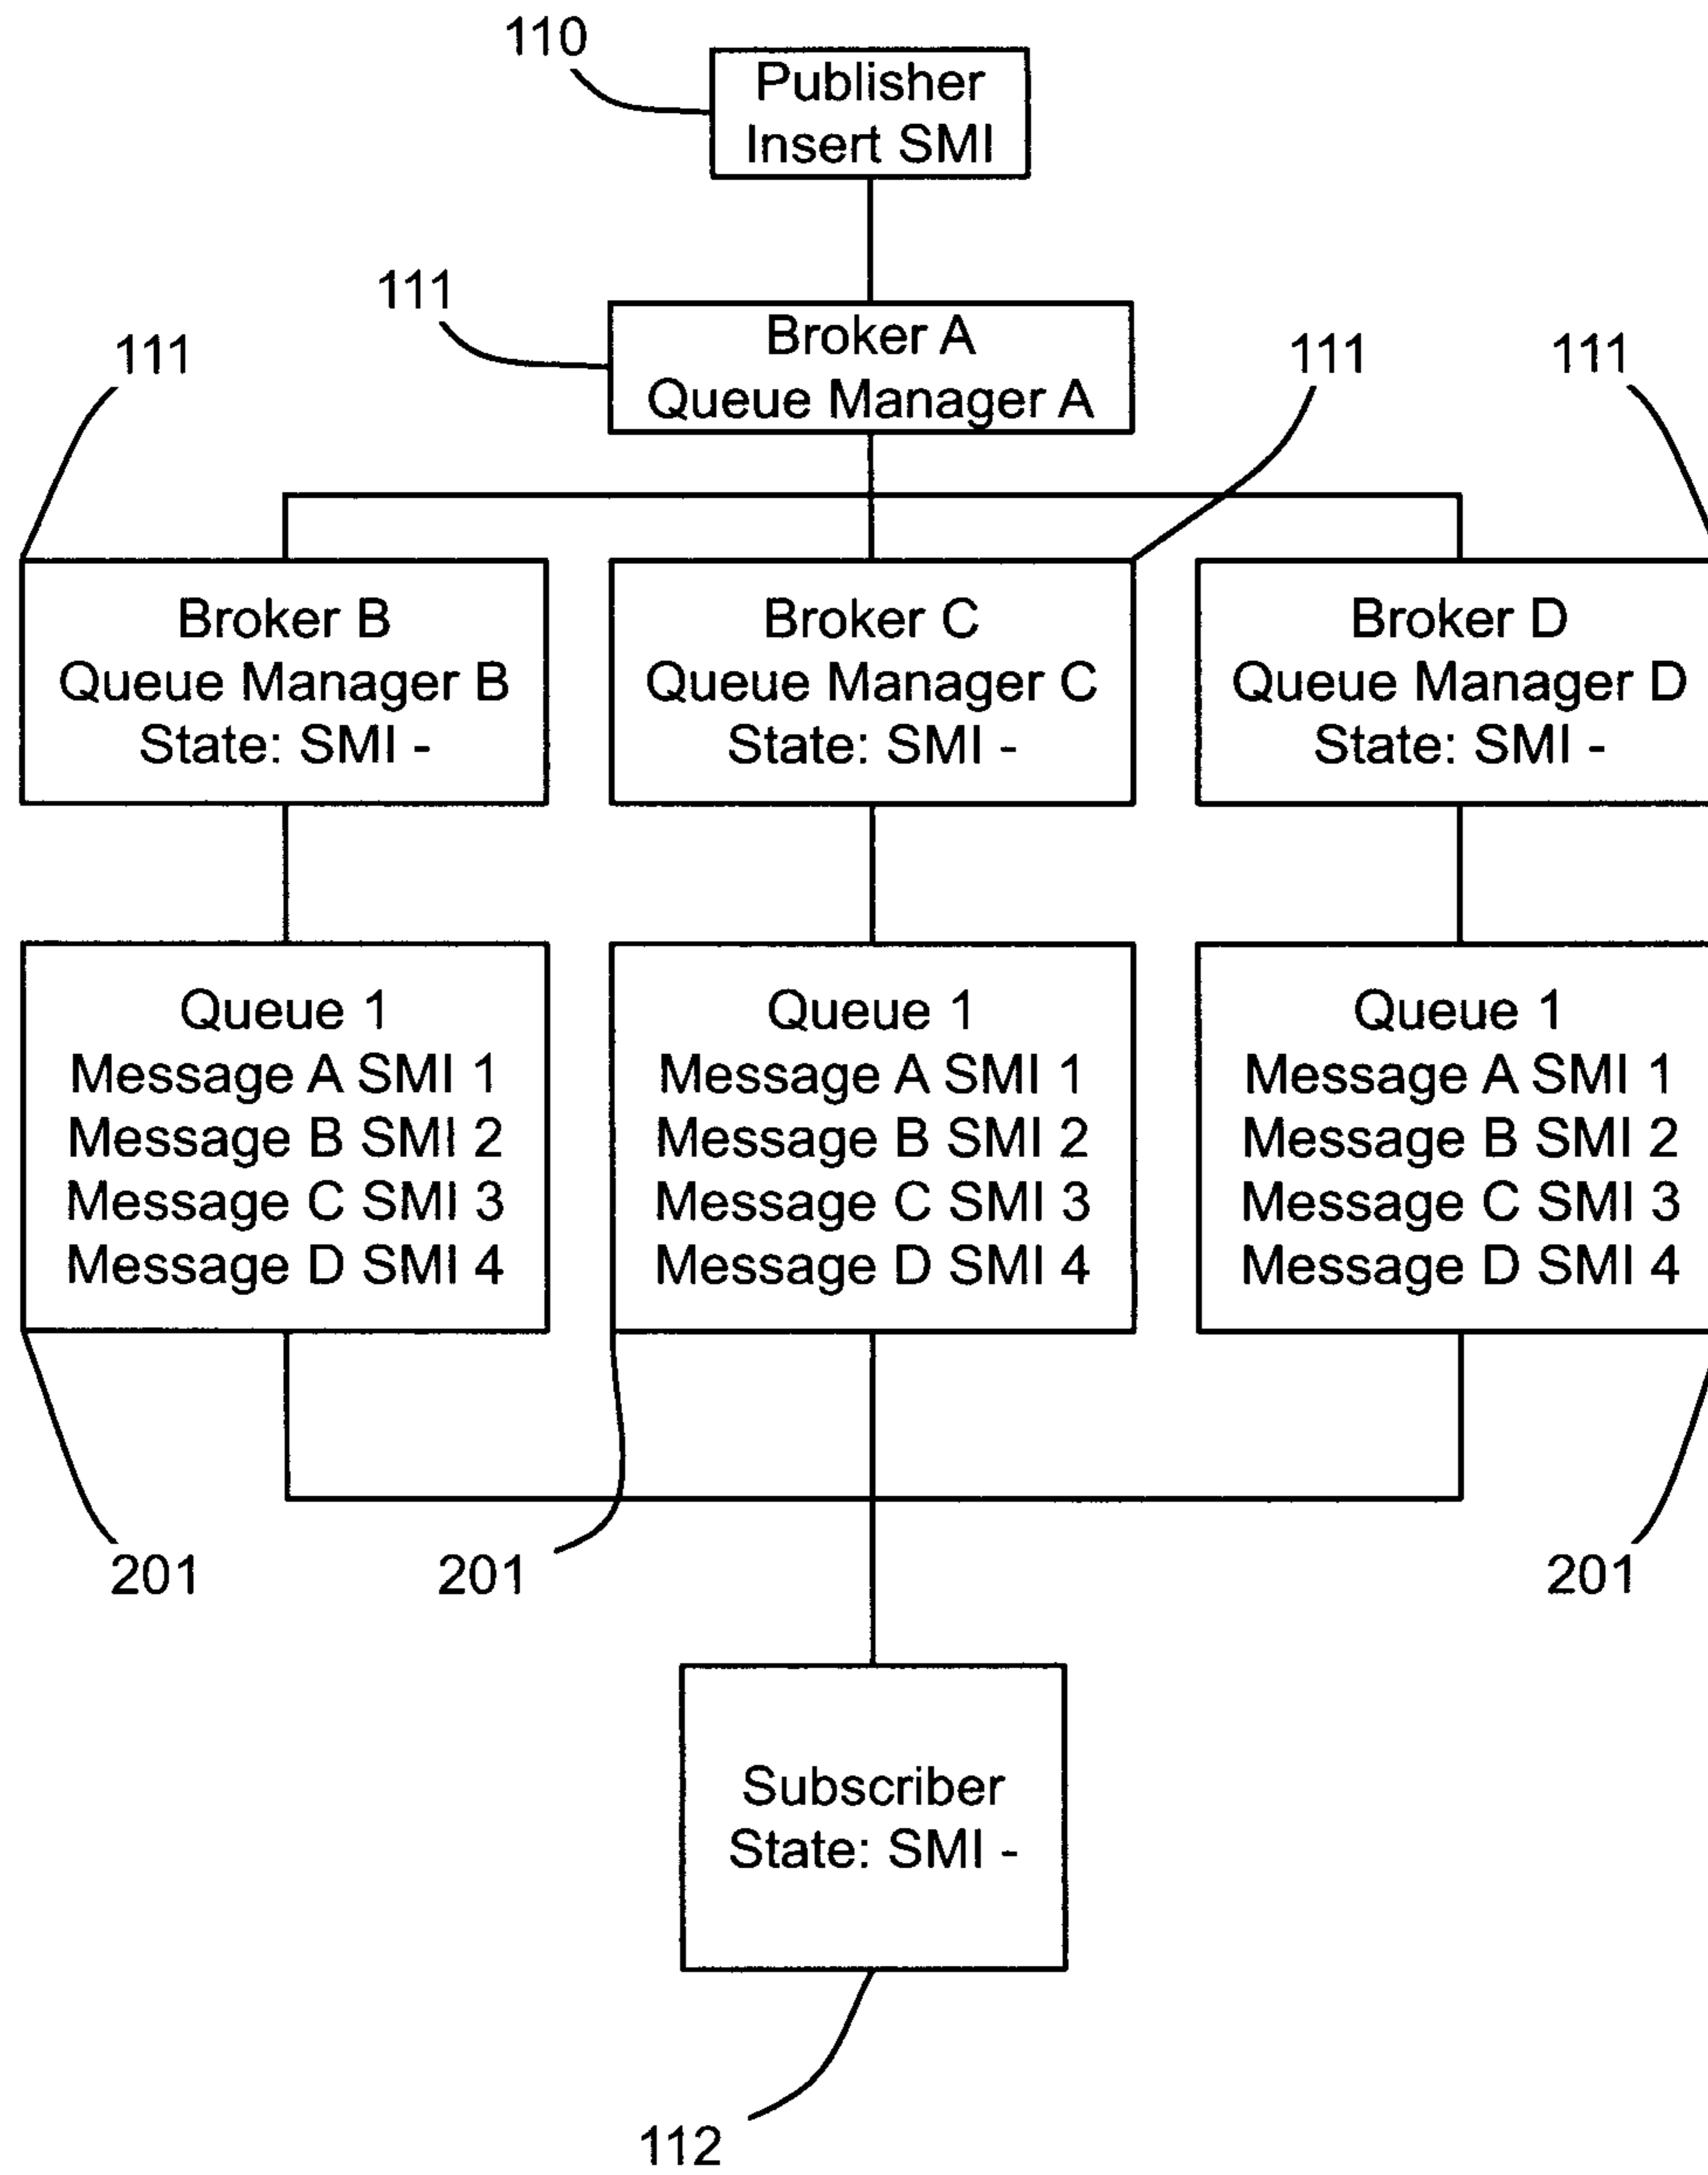 110
Publisher
Insert SMI
111
Broker A
Queue Manager A
111
111
111
Broker B
Queue Manager B
State: SMI -
Broker C
Queue Manager C
State: SMI -
Broker D
Queue Manager D
State: SMI -
Queue 1
Message A SMI 1
Message B SMI 2
Message C SMI 3
Message D SMI 4
Queue 1
Message A SMI 1
Message B SMI 2
Message C SMI 3
Message D SMI 4
Queue 1
Message A SMI 1
Message B SMI 2
Message C SMI 3
Message D SMI 4
201
201
201
Subscriber
State: SMI -
112